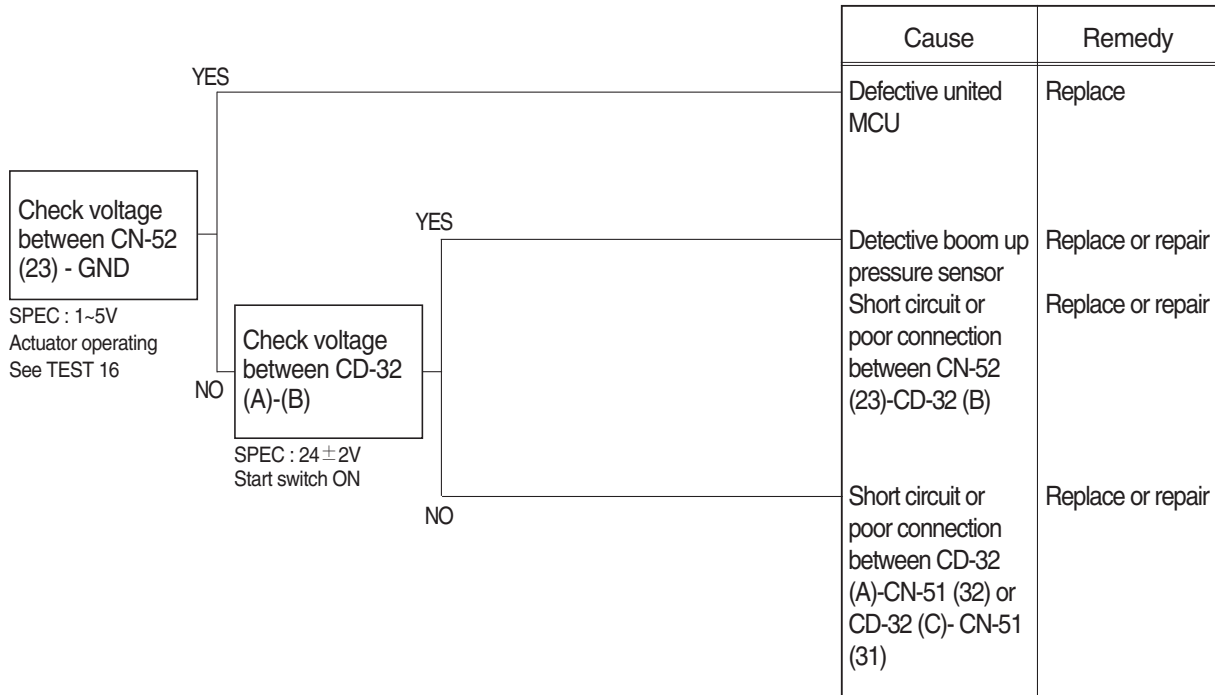 Cause
Remedy
YES
Defective united
MCU
Replace
Check voltage
between CN-52
(23) - GND
SPEC : 1~5V
Actuator operating
See TEST 16
YES
Detective boom up
pressure sensor
Replace or repair
NO
Check voltage
between CD-32
(A)-(B)
SPEC : 24±2V
Start switch ON
Short circuit or
poor connection
between CN-52
(23)-CD-32 (B)
Replace or repair
NO
Short circuit or
poor connection
between CD-32
(A)-CN-51 (32) or
CD-32 (C)- CN-51
(31)
Replace or repair